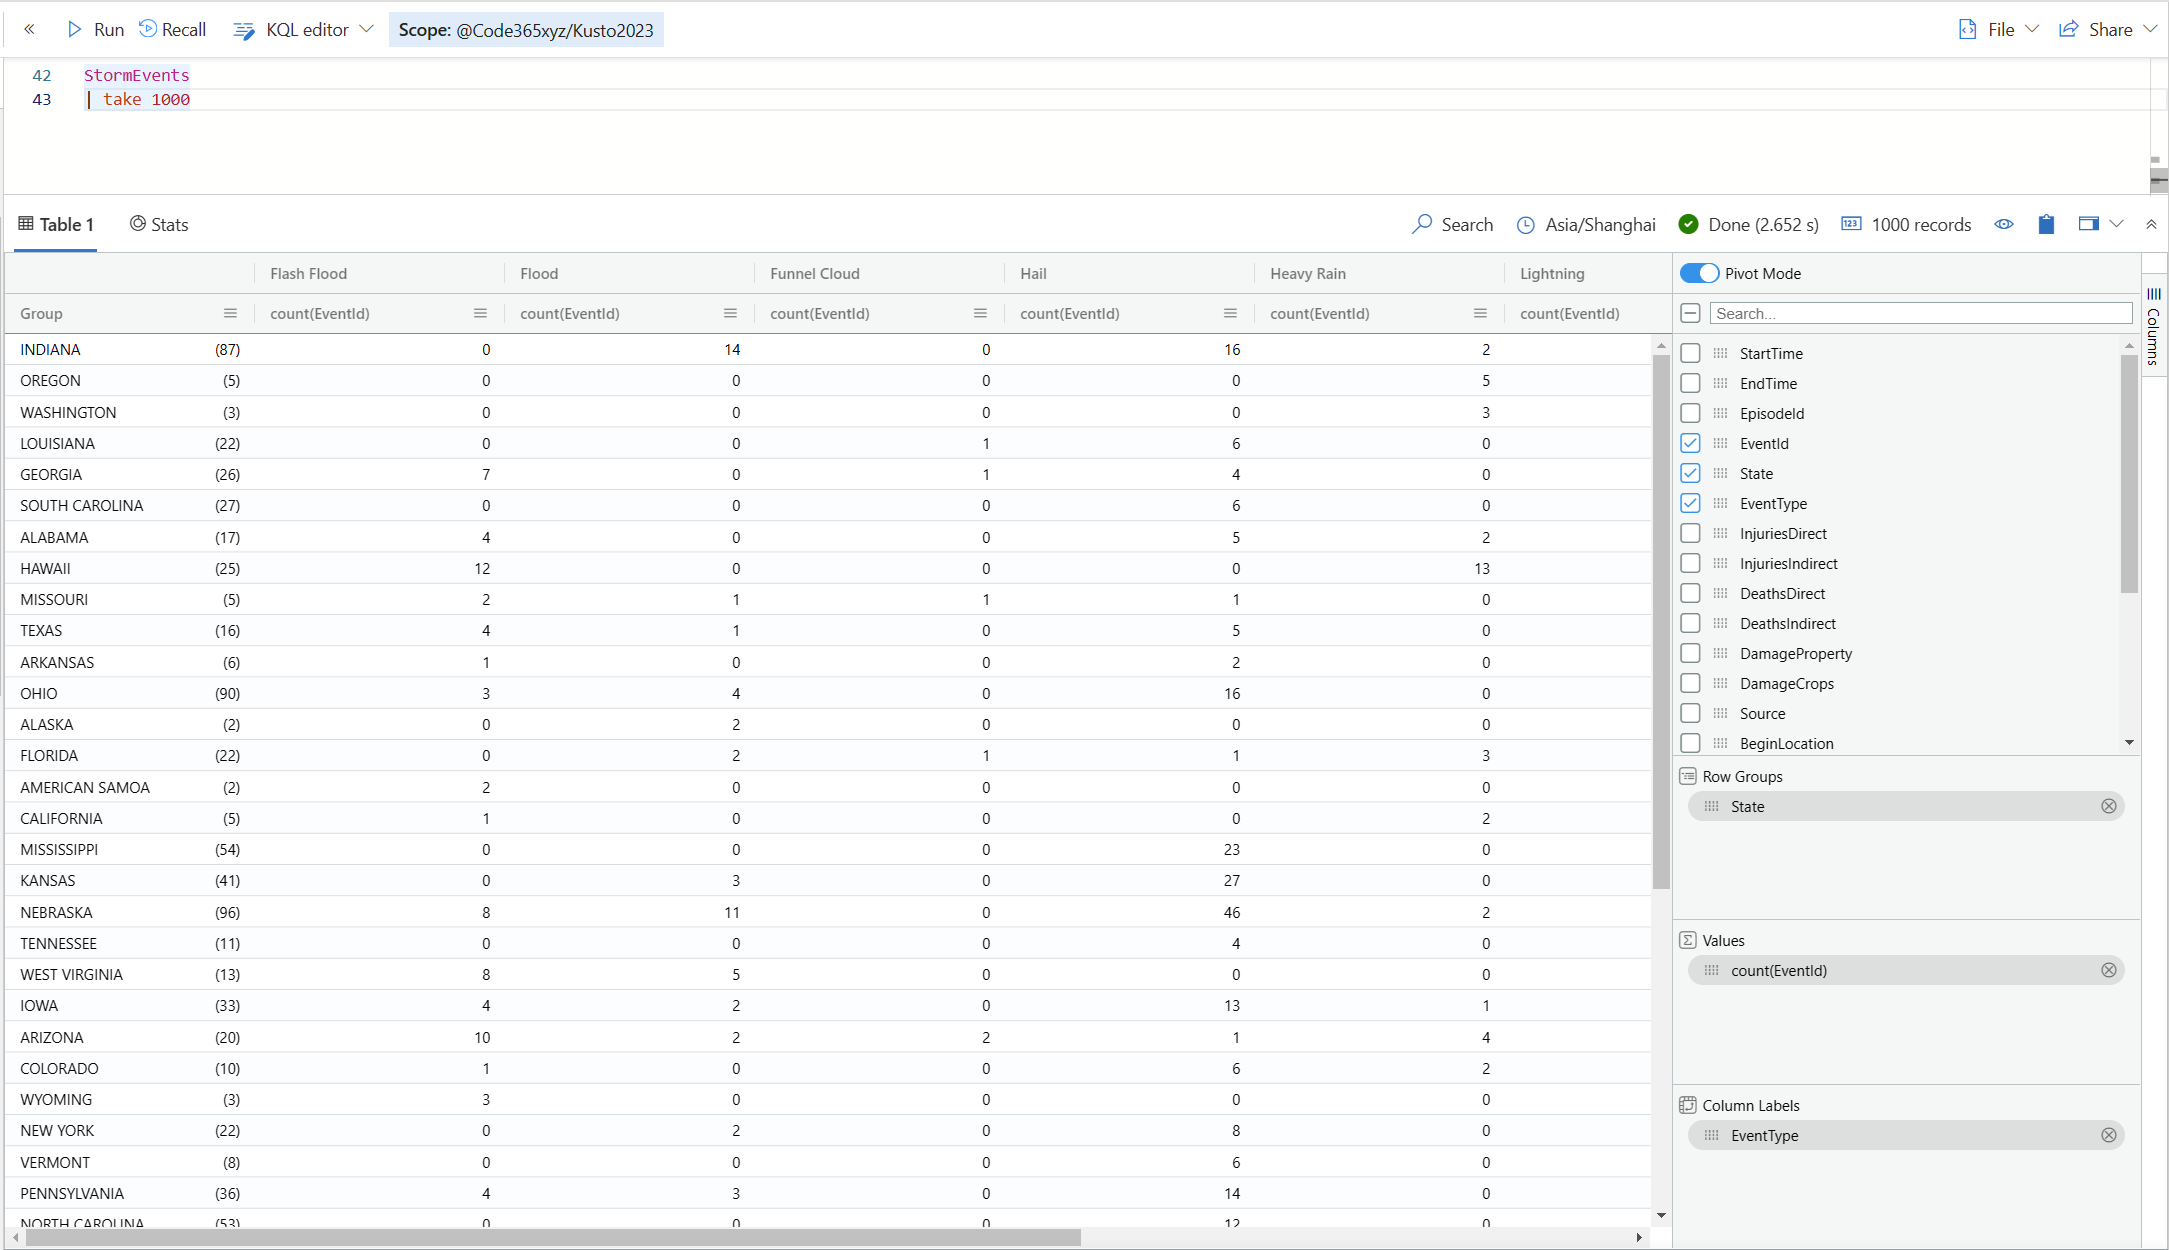 Run Recall KQL editor Scope: @Code365xyz/Kusto2023 File Share
42 StormEvents
43 | take 1000
Table 1 Stats Search Asia/Shanghai Done (2.652 s) 123 1000 records
Flash Flood Flood Funnel Cloud Hail Heavy Rain Lightning
Group count(EventId) count(EventId) count(EventId) count(EventId) count(EventId) count(EventId)
INDIANA (87) 0 14 0 16 2
OREGON (5) 0 0 0 0 5
WASHINGTON (3) 0 0 0 0 3
LOUISIANA (22) 0 0 1 6 0
GEORGIA (26) 7 0 1 4 0
SOUTH CAROLINA (27) 0 0 0 6 0
ALABAMA (17) 4 0 0 5 2
HAWAII (25) 12 0 0 0 13
MISSOURI (5) 2 1 1 1 0
TEXAS (16) 4 1 0 5 0
ARKANSAS (6) 1 0 0 2 0
OHIO (90) 3 4 0 16 0
ALASKA (2) 0 2 0 0 0
FLORIDA (22) 0 2 1 1 3
AMERICAN SAMOA (2) 2 0 0 0 0
CALIFORNIA (5) 1 0 0 0 2
MISSISSIPPI (54) 0 0 0 23 0
KANSAS (41) 0 3 0 27 0
NEBRASKA (96) 8 11 0 46 2
TENNESSEE (11) 0 0 0 4 0
WEST VIRGINIA (13) 8 5 0 0 0
IOWA (33) 4 2 0 13 1
ARIZONA (20) 10 2 2 1 4
COLORADO (10) 1 0 0 6 2
WYOMING (3) 3 0 0 0 0
NEW YORK (22) 0 2 0 8 0
VERMONT (8) 0 0 0 6 0
PENNSYLVANIA (36) 4 3 0 14 0
NORTH CAROLINA (53) 0 0 0 12 0
Pivot Mode
Search...
StartTime
EndTime
EpisodeId
EventId
State
EventType
InjuriesDirect
InjuriesIndirect
DeathsDirect
DeathsIndirect
DamageProperty
DamageCrops
Source
BeginLocation
Row Groups
State
Values
count(EventId)
Column Labels
EventType
Columns